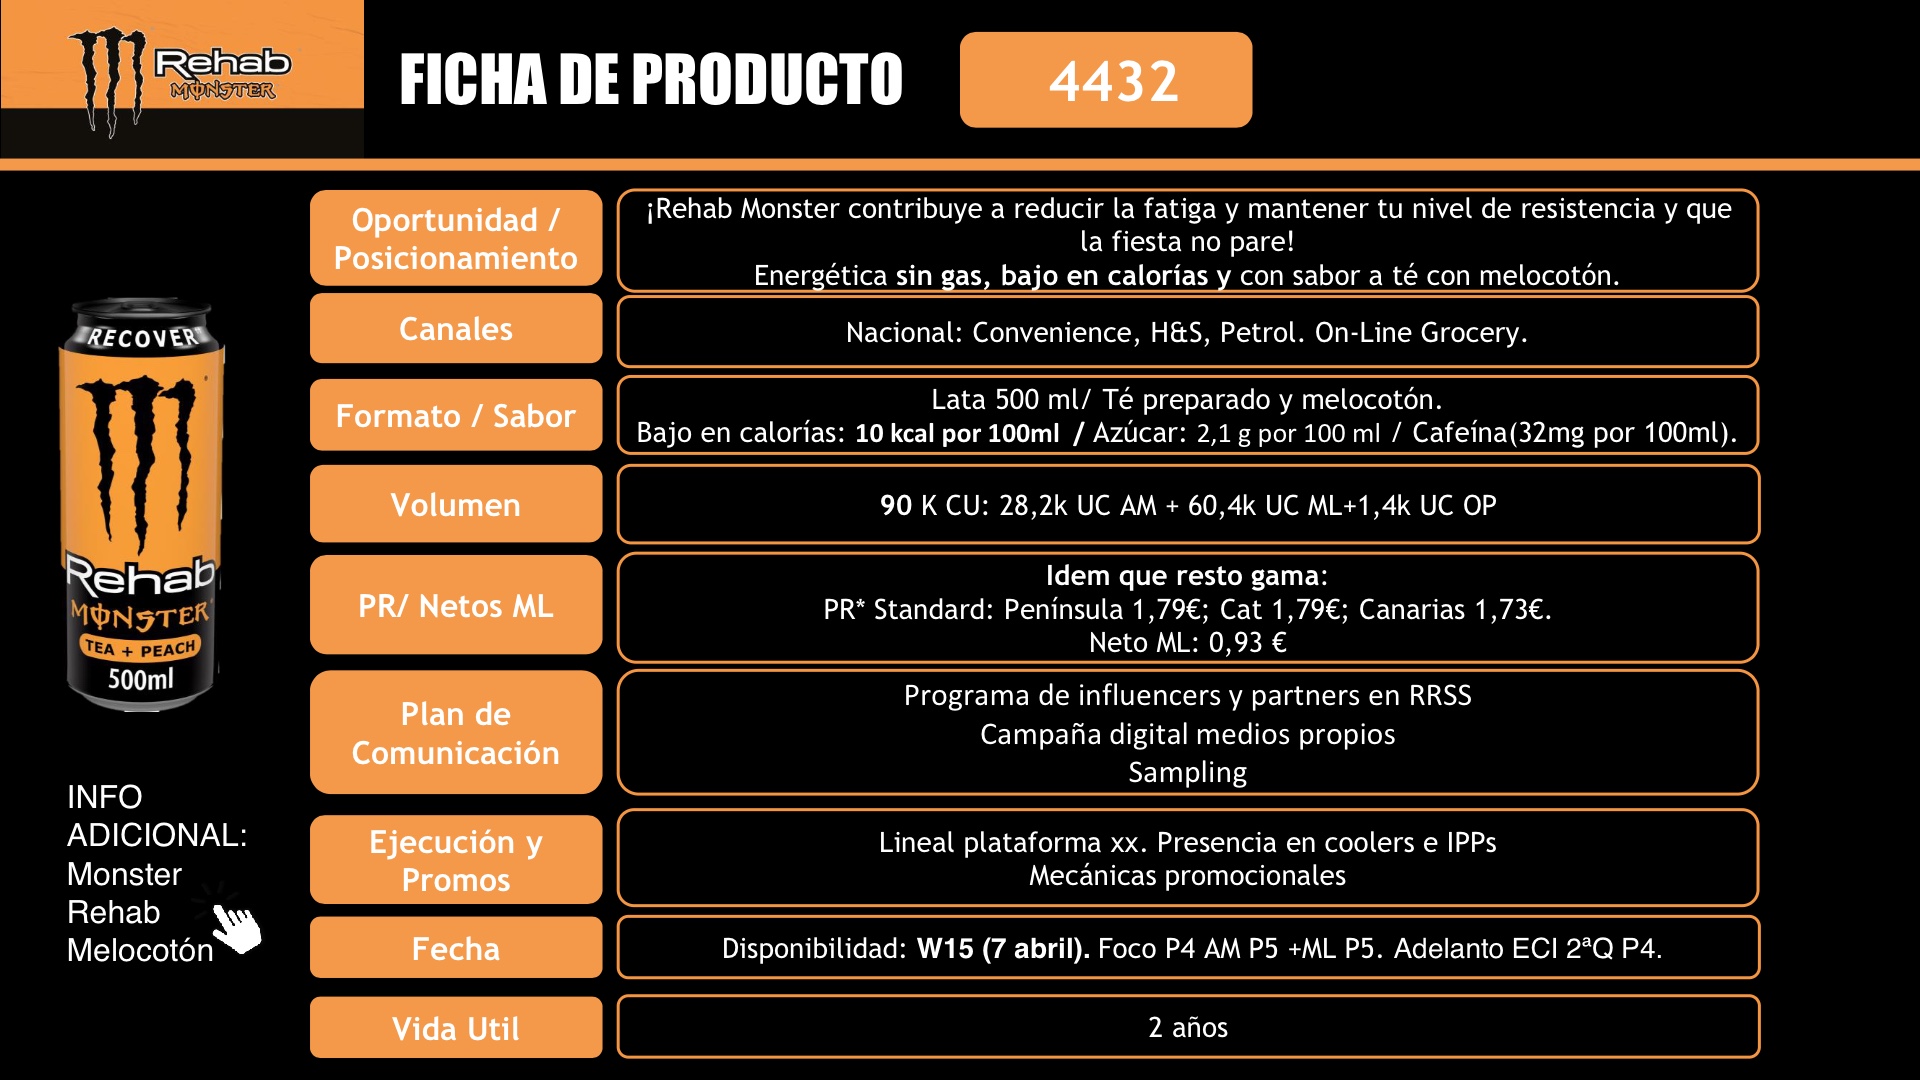 Rehab
MONSTER
FICHA DE PRODUCTO
4432
Oportunidad /
Posicionamiento
¡Rehab Monster contribuye a reducir la fatiga y mantener tu nivel de resistencia y que
la fiesta no pare!
Energética sin gas, bajo en calorías y con sabor a té con melocotón.
Canales
Nacional: Convenience, H&S, Petrol. On-Line Grocery.
Formato / Sabor
Lata 500 ml/ Té preparado y melocotón.
Bajo en calorías: 10 kcal por 100ml / Azúcar: 2,1 g por 100 ml / Cafeína(32mg por 100ml).
Volumen
90 K CU: 28,2k UC AM + 60,4k UC ML+1,4k UC OP
PR/ Netos ML
Idem que resto gama:
PR* Standard: Península 1,79€; Cat 1,79€; Canarias 1,73€.
Neto ML: 0,93 €
Plan de
Comunicación
Programa de influencers y partners en RRSS
Campaña digital medios propios
Sampling
Ejecución y
Promos
Lineal plataforma xx. Presencia en coolers e IPPs
Mecánicas promocionales
Fecha
Disponibilidad: W15 (7 abril). Foco P4 AM P5 +ML P5. Adelanto ECI 2ªQ P4.
Vida Util
2 años
RECOVER™
Rehab
MONSTER
TEA + PEACH
500ml
INFO
ADICIONAL:
Monster
Rehab
Melocotón